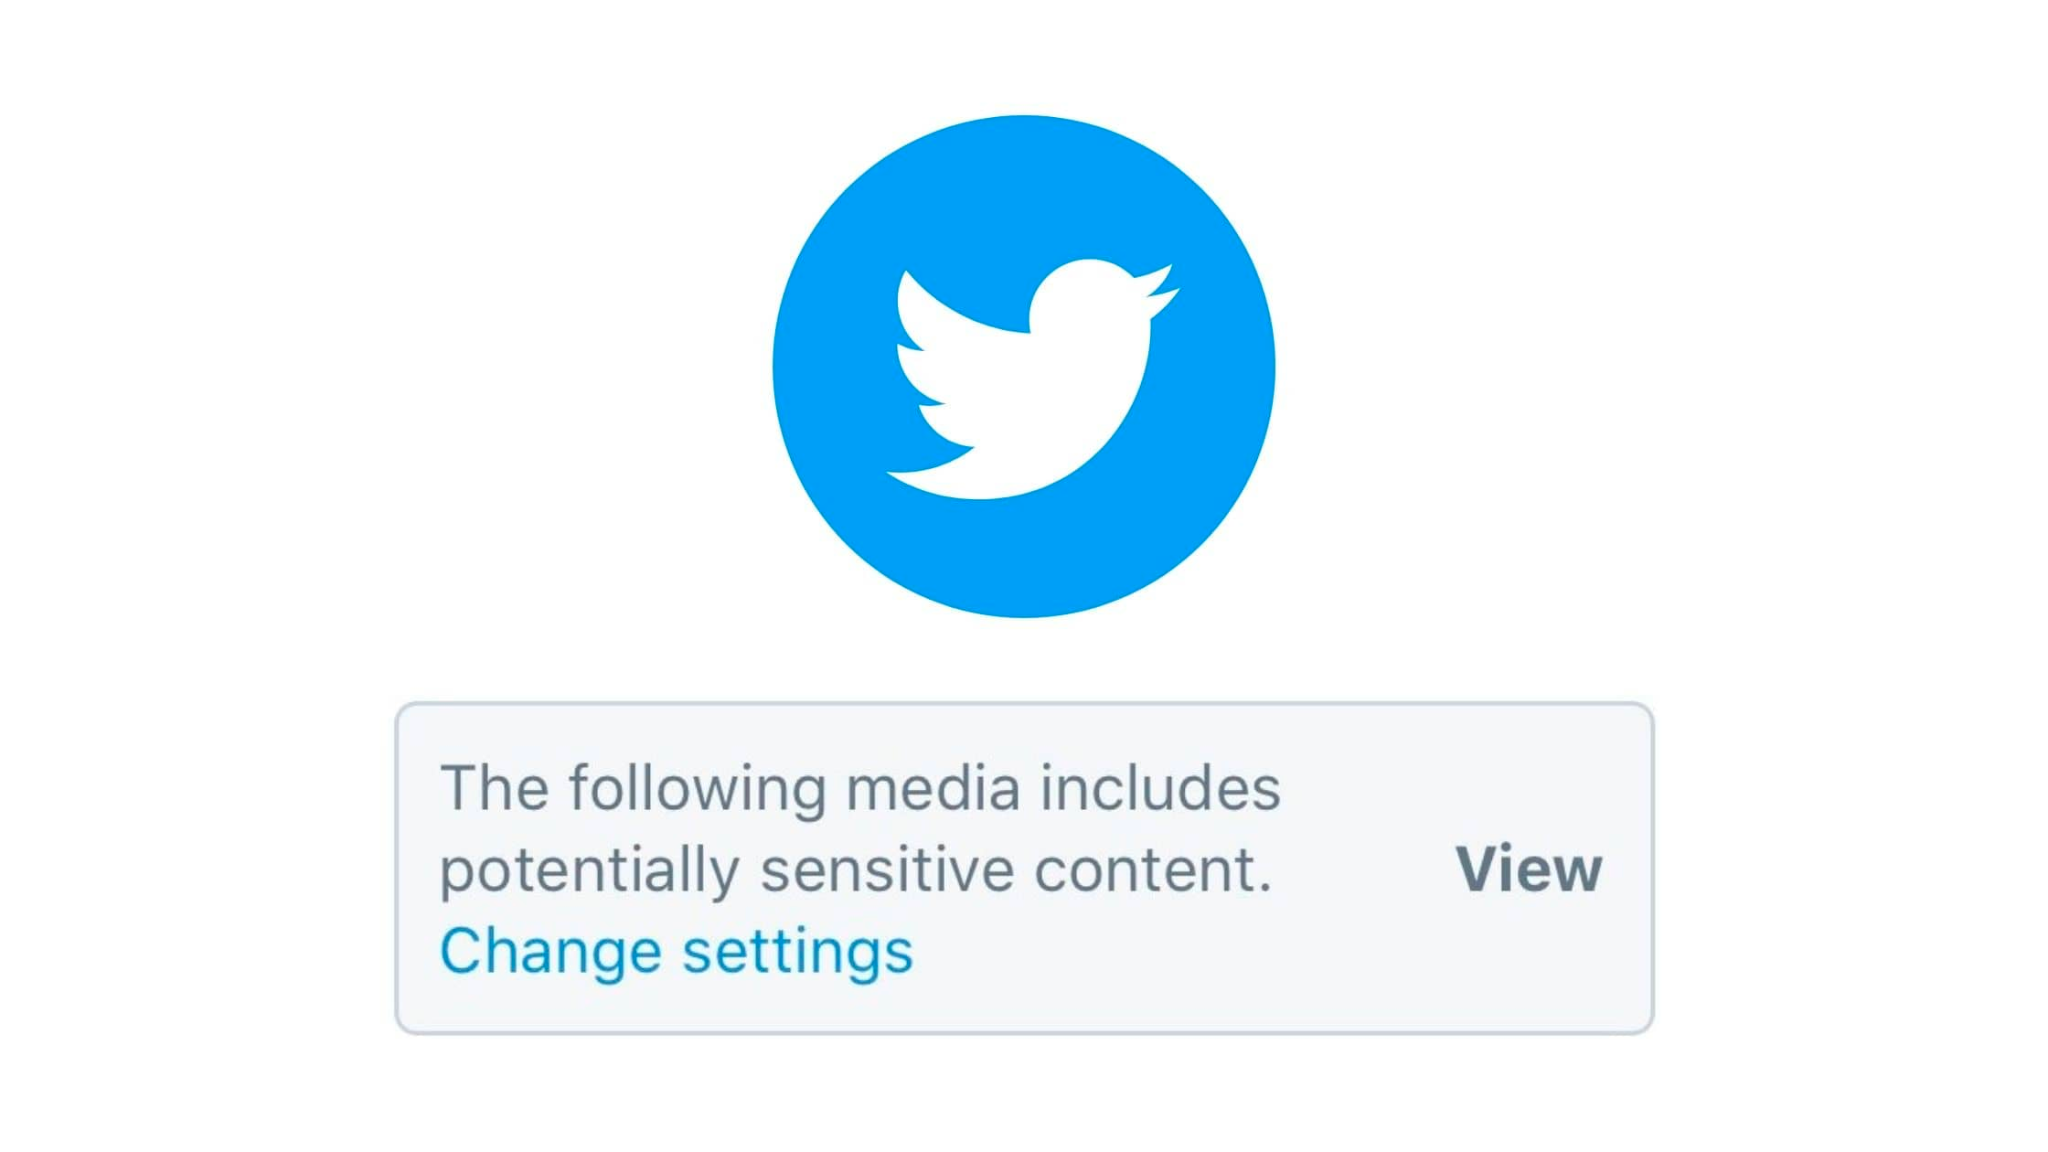 The following media includes
potentially sensitive content.
View
Change settings